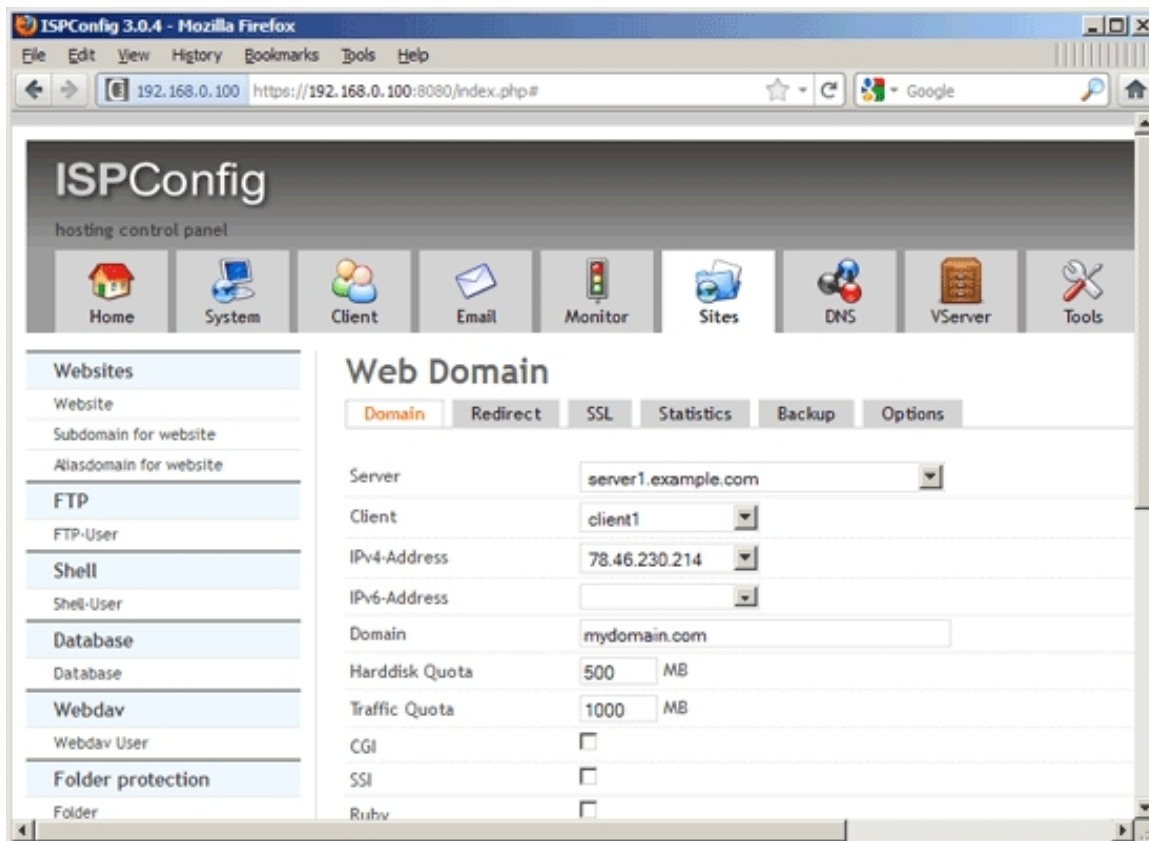 ISPConfig 3.0.4 - Mozilla Firefox
File Edit View History Bookmarks Tools Help
192.168.0.100 https://192.168.0.100:8080/index.php# Google
ISPConfig
hosting control panel
Home System Client Email Monitor Sites DNS VServer Tools
Websites
Website
Subdomain for website
Aliasdomain for website
FTP
FTP-User
Shell
Shell-User
Database
Database
Webdav
Webdav User
Folder protection
Folder
Web Domain
Domain Redirect SSL Statistics Backup Options
Server server1.example.com
Client client1
IPv4-Address 78.46.230.214
IPv6-Address
Domain mydomain.com
Harddisk Quota 500 MB
Traffic Quota 1000 MB
CGI
SSI
Ruby